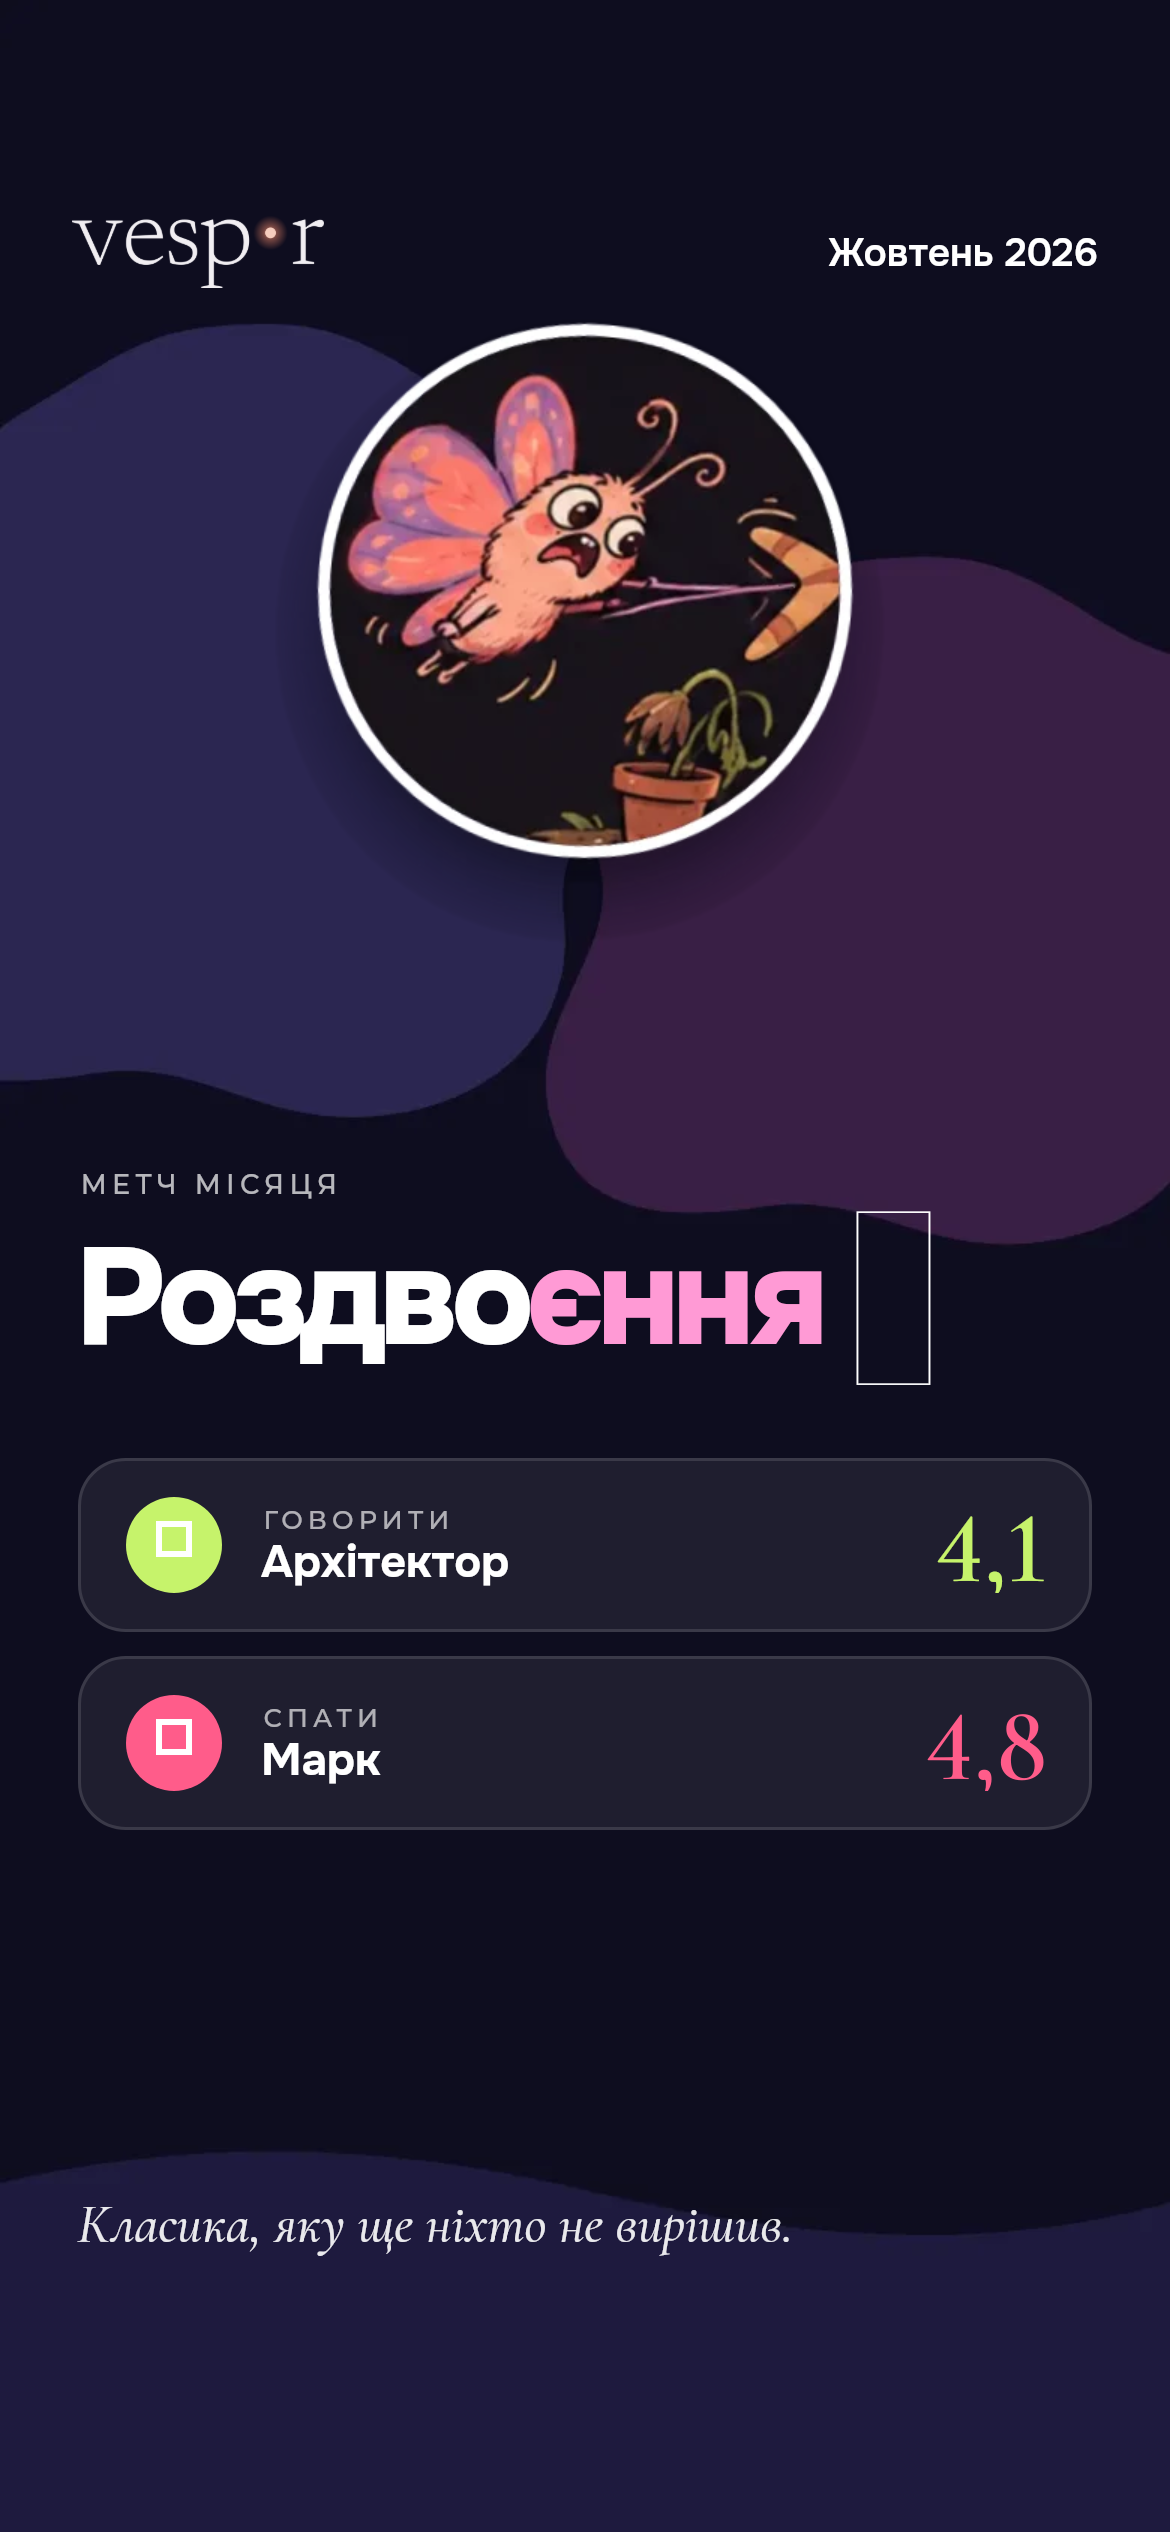 vesp•r
Жовтень 2026
МЕТЧ МІСЯЦЯ
Роздвоєння
ГОВОРИТИ
Архітектор
4,1
СПАТИ
Марк
4,8
Класика, яку ще ніхто не вирішив.